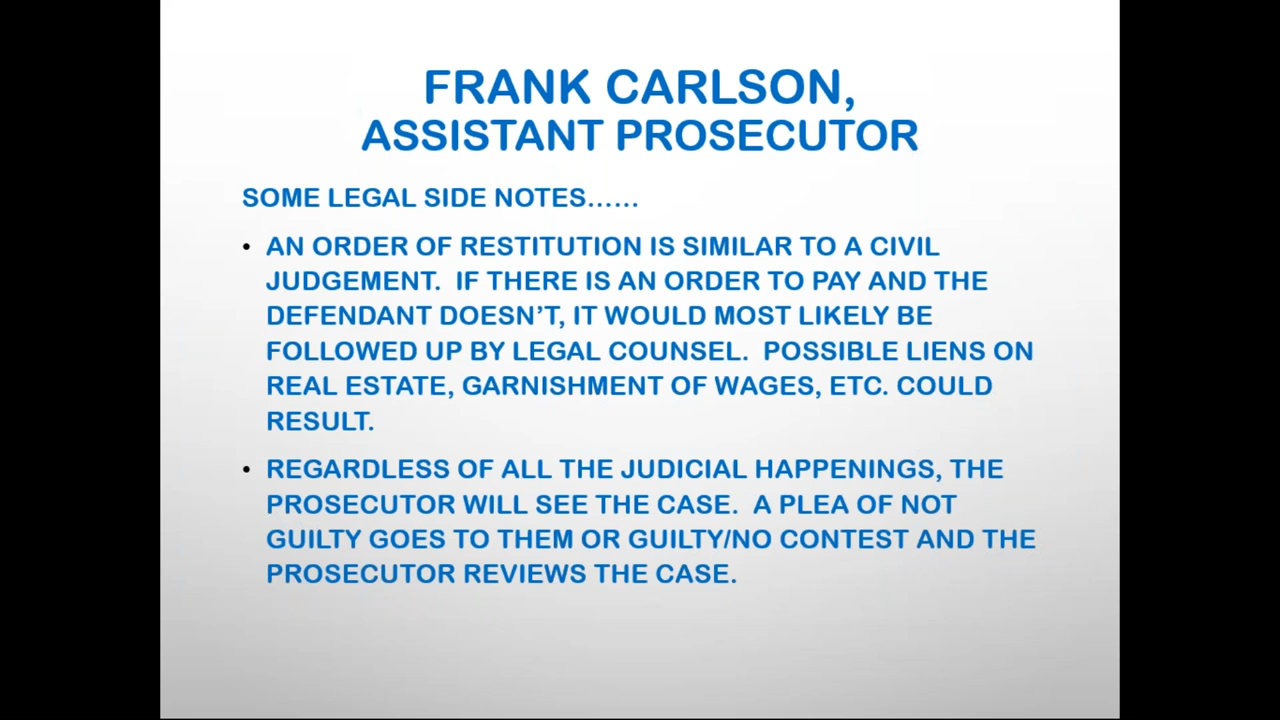 FRANK CARLSON,
ASSISTANT PROSECUTOR
SOME LEGAL SIDE NOTES……
• AN ORDER OF RESTITUTION IS SIMILAR TO A CIVIL
JUDGEMENT.  IF THERE IS AN ORDER TO PAY AND THE
DEFENDANT DOESN’T, IT WOULD MOST LIKELY BE
FOLLOWED UP BY LEGAL COUNSEL.  POSSIBLE LIENS ON
REAL ESTATE, GARNISHMENT OF WAGES, ETC. COULD
RESULT.
• REGARDLESS OF ALL THE JUDICIAL HAPPENINGS, THE
PROSECUTOR WILL SEE THE CASE.  A PLEA OF NOT
GUILTY GOES TO THEM OR GUILTY/NO CONTEST AND THE
PROSECUTOR REVIEWS THE CASE.